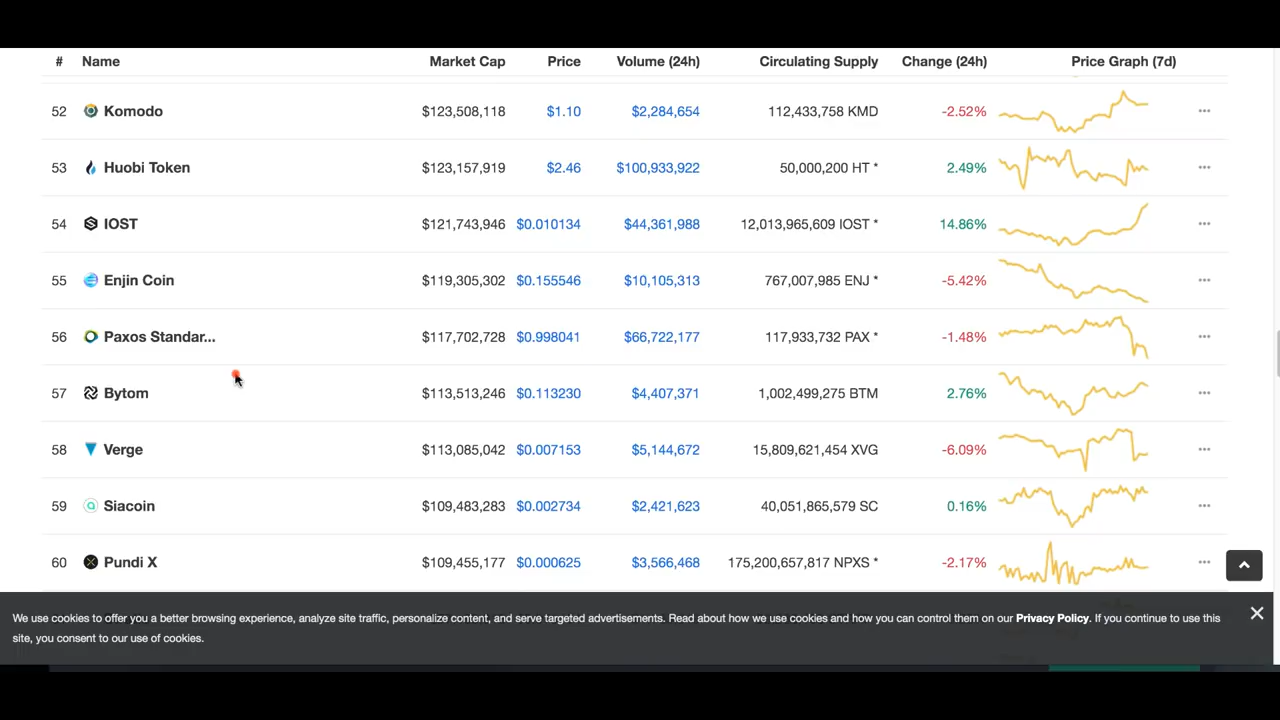 # Name Market Cap Price Volume (24h) Circulating Supply Change (24h) Price Graph (7d)
52 Komodo $123,508,118 $1.10 $2,284,654 112,433,758 KMD -2.52%
53 Huobi Token $123,157,919 $2.46 $100,933,922 50,000,200 HT * 2.49%
54 IOST $121,743,946 $0.010134 $44,361,988 12,013,965,609 IOST * 14.86%
55 Enjin Coin $119,305,302 $0.155546 $10,105,313 767,007,985 ENJ * -5.42%
56 Paxos Standar... $117,702,728 $0.998041 $66,722,177 117,933,732 PAX * -1.48%
57 Bytom $113,513,246 $0.113230 $4,407,371 1,002,499,275 BTM 2.76%
58 Verge $113,085,042 $0.007153 $5,144,672 15,809,621,454 XVG -6.09%
59 Siacoin $109,483,283 $0.002734 $2,421,623 40,051,865,579 SC 0.16%
60 Pundi X $109,455,177 $0.000625 $3,566,468 175,200,657,817 NPXS * -2.17%
We use cookies to offer you a better browsing experience, analyze site traffic, personalize content, and serve targeted advertisements. Read about how we use cookies and how you can control them on our Privacy Policy. If you continue to use this
site, you consent to our use of cookies.